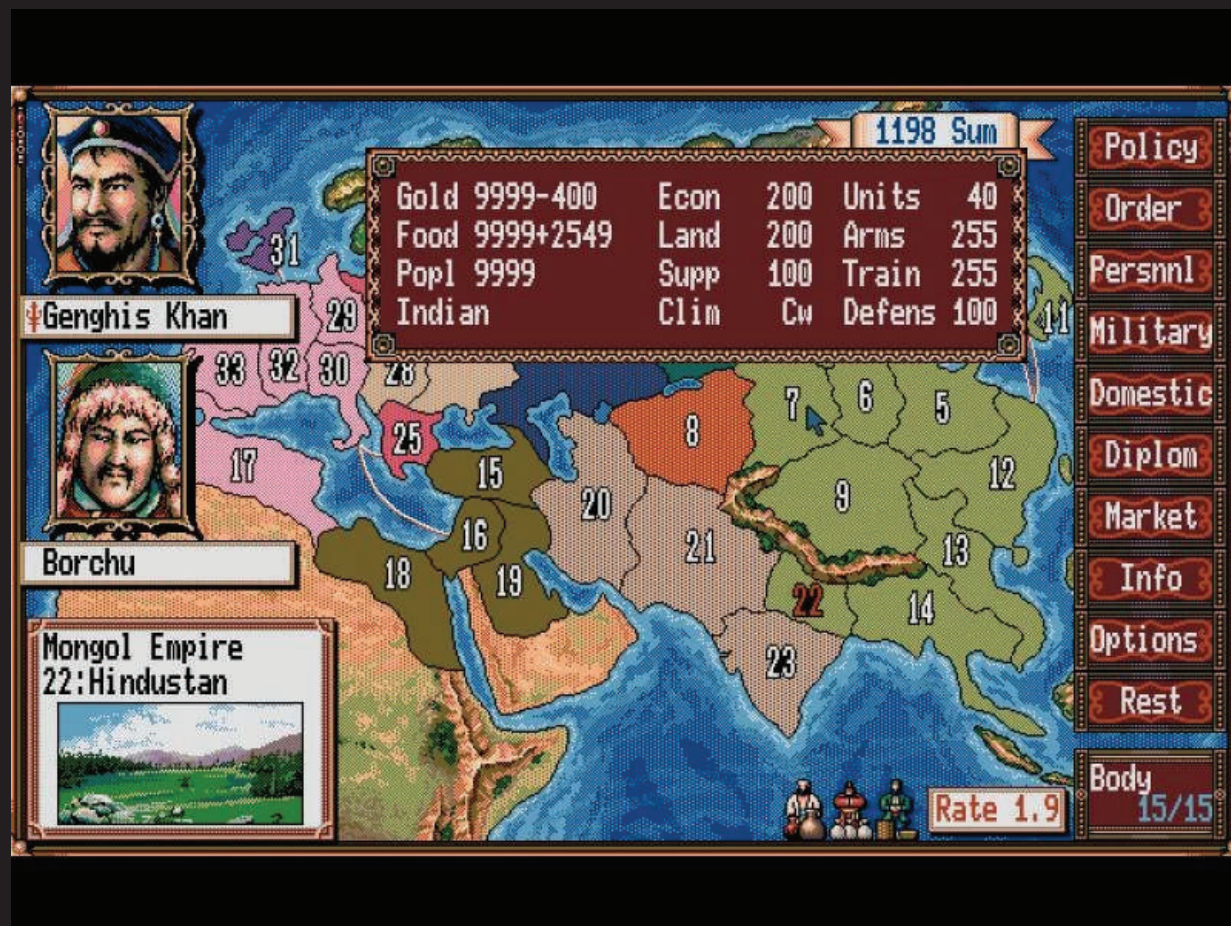 1198 Sum
Gold 9999-400 Econ 200 Units 40
Food 9999+2549 Land 200 Arms 255
Popl 9999 Supp 100 Train 255
Indian Clim Cw Defens 100
Genghis Khan
Borchu
Mongol Empire
22:Hindustan
31
29
11
33 32 30 28
7 6 5
25
8
17
15
12
20
9
16
21
13
18
19
22
14
23
Policy
Order
Persnnl
Military
Domestic
Diplom
Market
Info
Options
Rest
Rate 1.9
Body
15/15